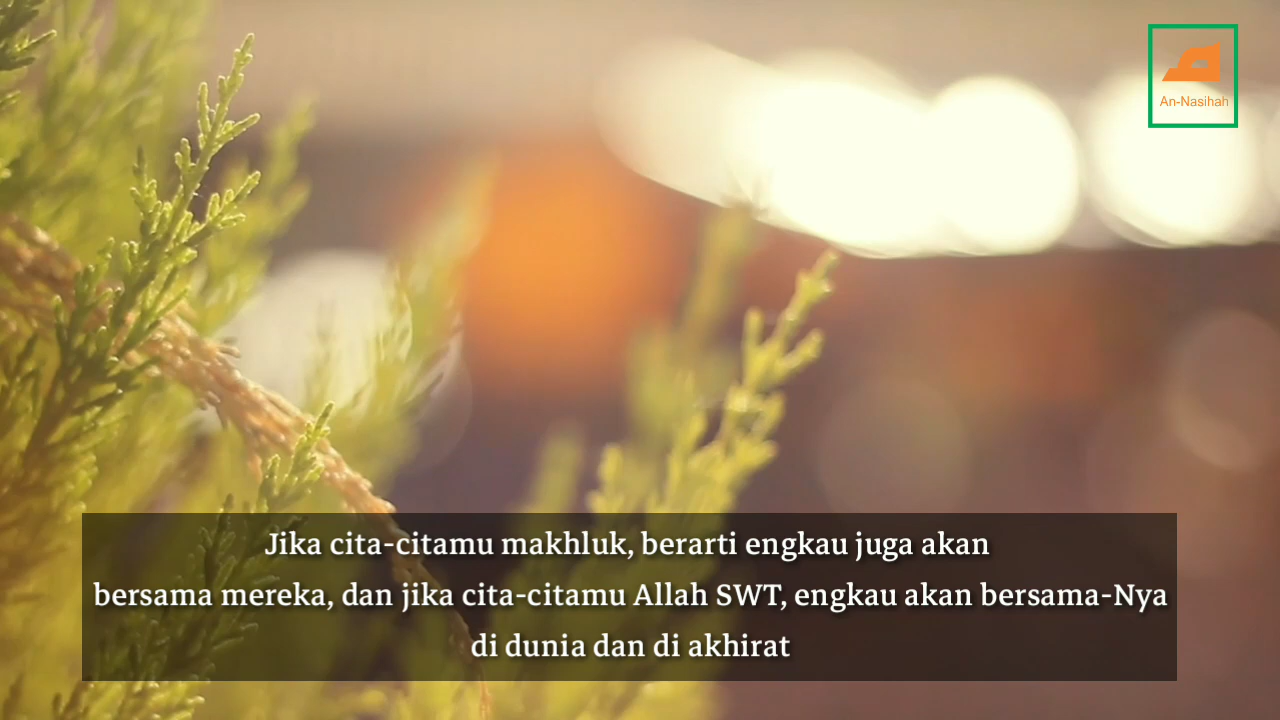 An-Nasihah
Jika cita-citamu makhluk, berarti engkau juga akan
bersama mereka, dan jika cita-citamu Allah SWT, engkau akan bersama-Nya
di dunia dan di akhirat